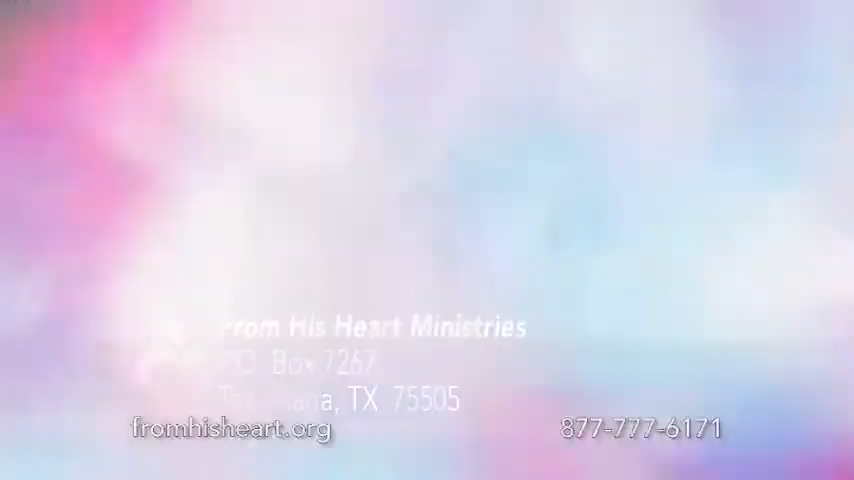 From His Heart Ministries
Box 7267
TX 75505
fromhisheart.org 877-777-6171